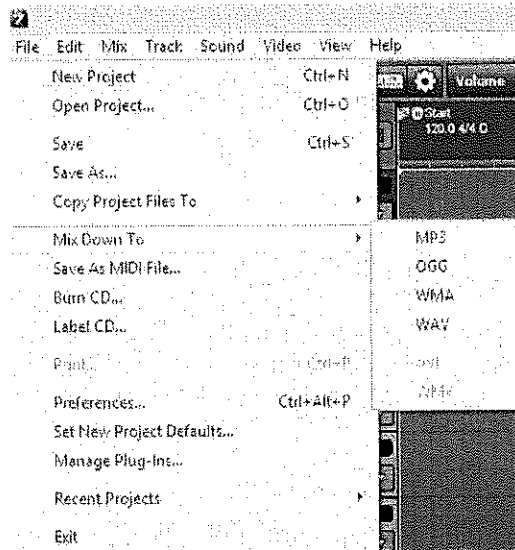 File Edit Mix Track Sound Video View Help
New Project Ctrl+N
Open Project... Ctrl+O
Save Ctrl+S
Save As...
Copy Project Files To
Mix Down To
Save As MIDI File...
Burn CD...
Label CD...
Print... Ctrl+P
Preferences... Ctrl+Alt+P
Set New Project Defaults...
Manage Plug-Ins...
Recent Projects
Exit
MP3
OGG
WMA
WAV
Volume
Start
120.0 4/4 C